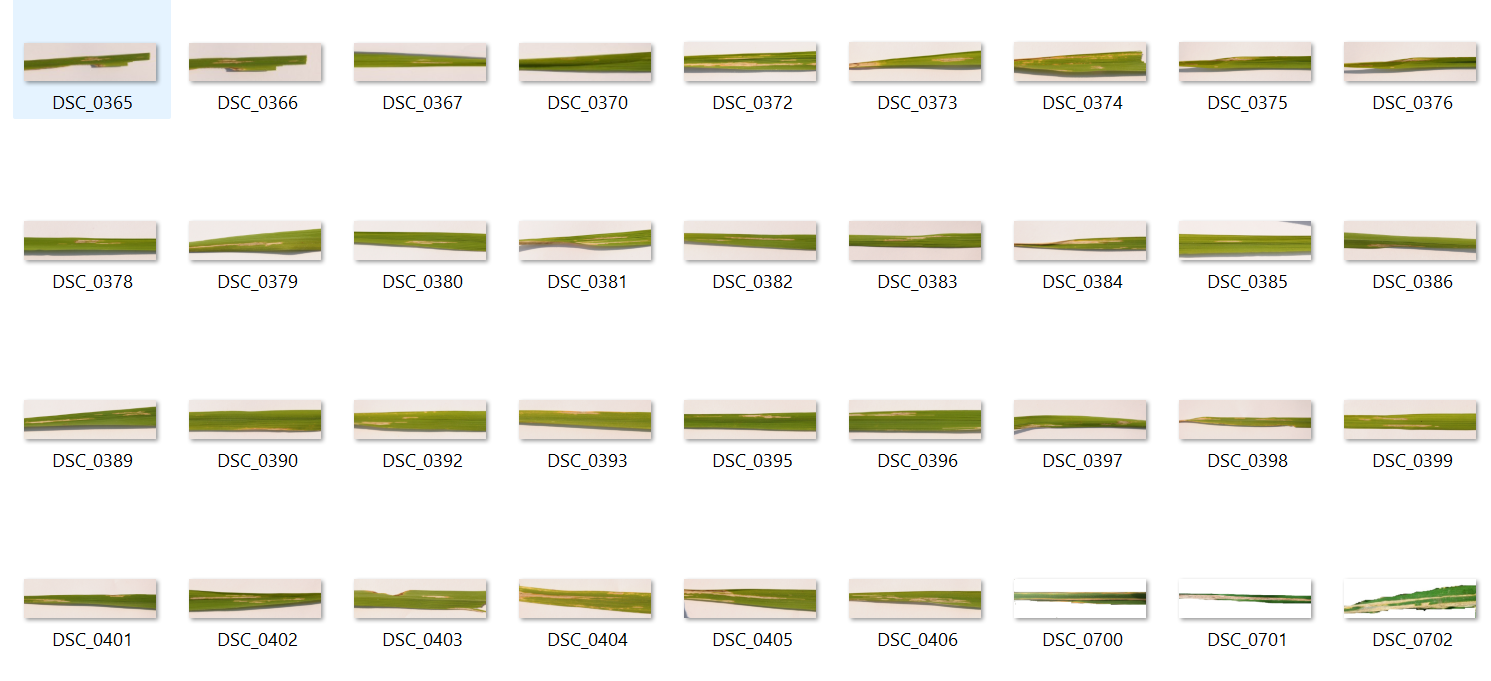 DSC_0365 DSC_0366 DSC_0367 DSC_0370 DSC_0372 DSC_0373 DSC_0374 DSC_0375 DSC_0376
DSC_0378 DSC_0379 DSC_0380 DSC_0381 DSC_0382 DSC_0383 DSC_0384 DSC_0385 DSC_0386
DSC_0389 DSC_0390 DSC_0392 DSC_0393 DSC_0395 DSC_0396 DSC_0397 DSC_0398 DSC_0399
DSC_0401 DSC_0402 DSC_0403 DSC_0404 DSC_0405 DSC_0406 DSC_0700 DSC_0701 DSC_0702